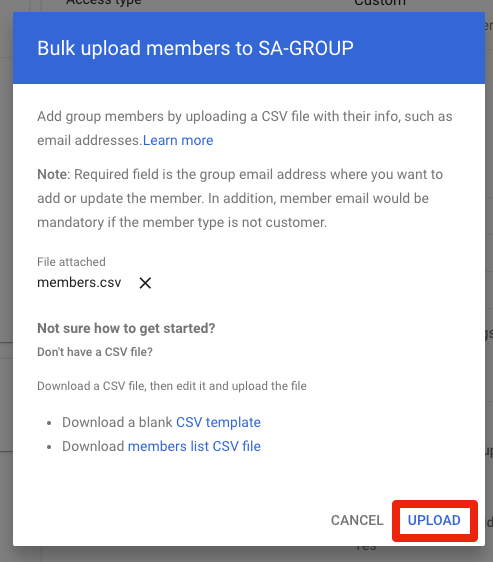 Access type Custom
Bulk upload members to SA-GROUP
Add group members by uploading a CSV file with their info, such as
email addresses.Learn more
Note: Required field is the group email address where you want to
add or update the member. In addition, member email would be
mandatory if the member type is not customer.
File attached
members.csv
Not sure how to get started?
Don't have a CSV file?
Download a CSV file, then edit it and upload the file
• Download a blank CSV template
• Download members list CSV file
CANCEL UPLOAD
Yes